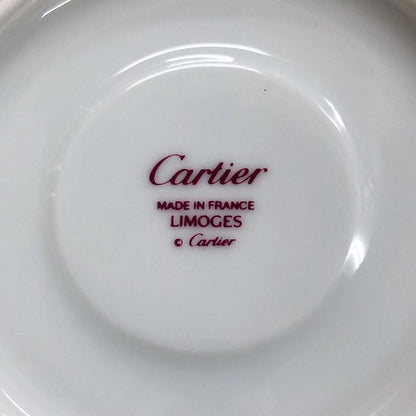 Cartier
MADE IN FRANCE
LIMOGES
© Cartier